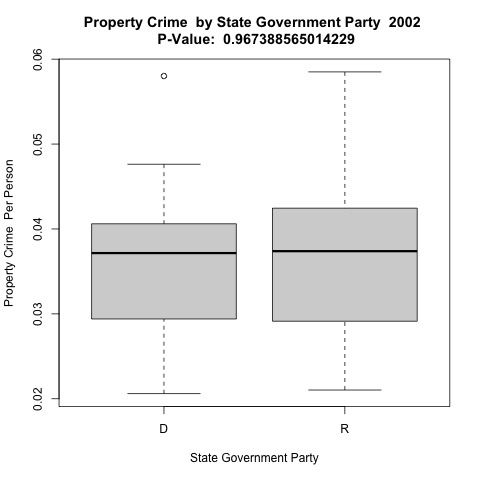 Property Crime  by State Government Party  2002
P-Value:  0.967388565014229
Property Crime  Per Person
0.06
0.05
0.04
0.03
0.02
D
R
State Government Party